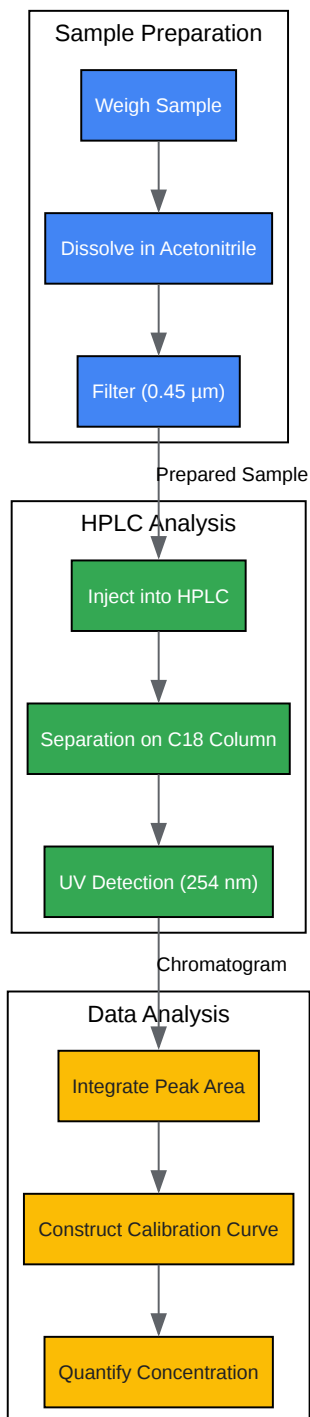 Sample Preparation
Weigh Sample
Dissolve in Acetonitrile
Filter (0.45 µm)
Prepared Sample
HPLC Analysis
Inject into HPLC
Separation on C18 Column
UV Detection (254 nm)
Chromatogram
Data Analysis
Integrate Peak Area
Construct Calibration Curve
Quantify Concentration